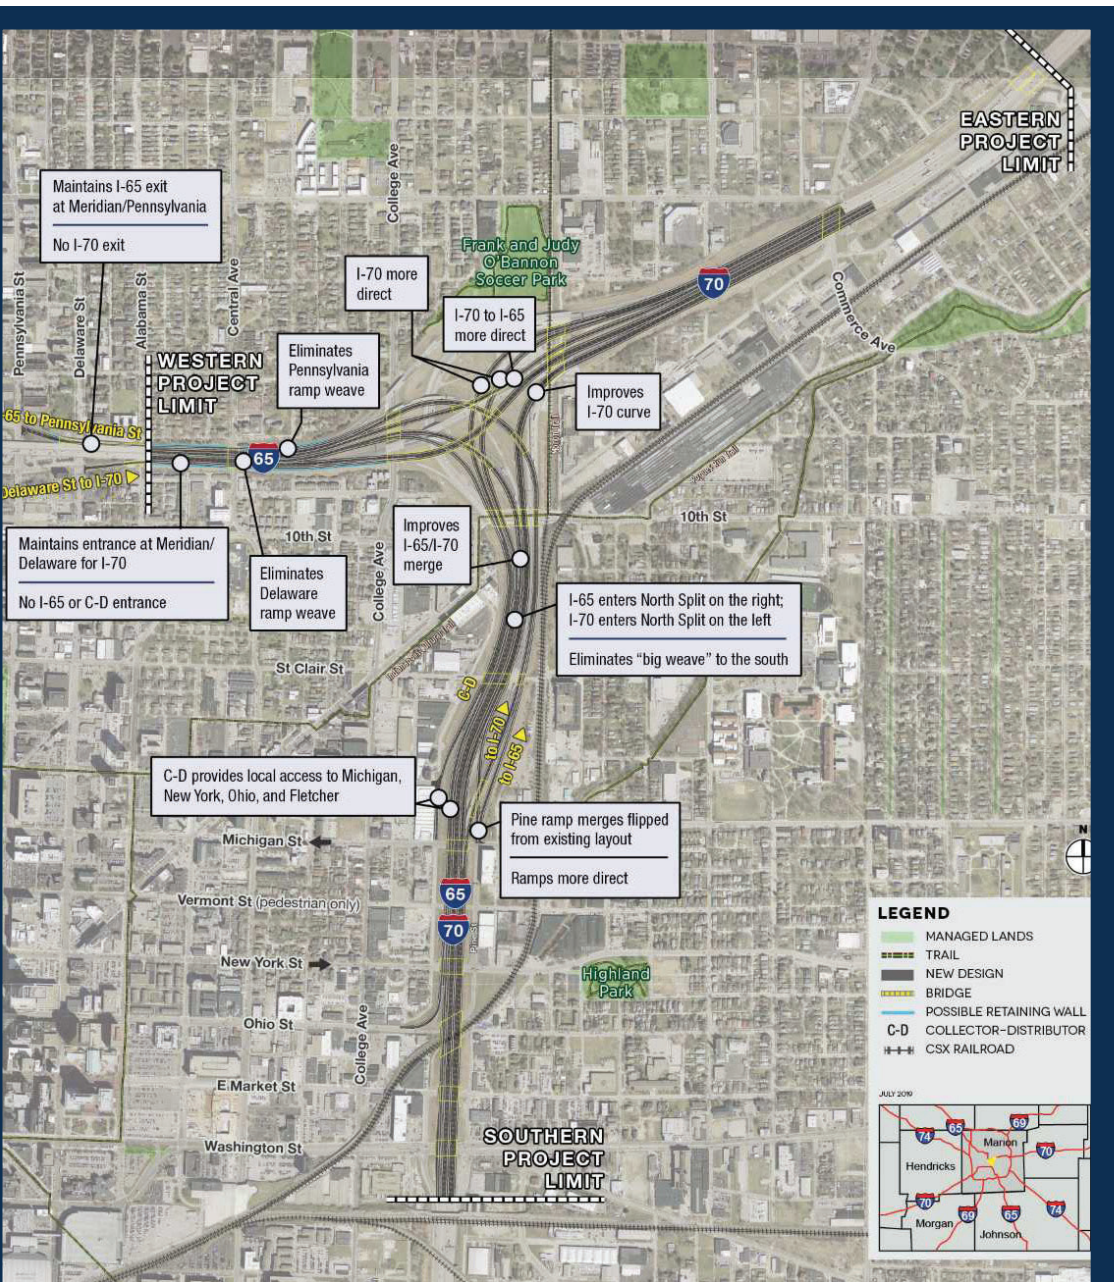 EASTERN
PROJECT
LIMIT
College Ave
Maintains I-65 exit
at Meridian/Pennsylvania
No I-70 exit
Frank and Judy
O'Bannon
Soccer Park
I-70 more
direct
70
I-70 to I-65
more direct
Commerce Ave
Pennsylvania St
Delaware St
Alabama St
Central Ave
WESTERN
PROJECT
LIMIT
Eliminates
Pennsylvania
ramp weave
Improves
I-70 curve
-65 to Pennsylvania St
65
Delaware St to I-70
Maintains entrance at Meridian/
Delaware for I-70
No I-65 or C-D entrance
10th St
College Ave
Eliminates
Delaware
ramp weave
Improves
I-65/I-70
merge
10th St
I-65 enters North Split on the right;
I-70 enters North Split on the left
Eliminates “big weave” to the south
St Clair St
C-D
to I-70
to I-65
C-D provides local access to Michigan,
New York, Ohio, and Fletcher
Michigan St
Pine ramp merges flipped
from existing layout
Ramps more direct
N
65
Vermont St (pedestrian only)
70
New York St
Highland
Park
Ohio St
College Ave
E Market St
Washington St
SOUTHERN
PROJECT
LIMIT
LEGEND
MANAGED LANDS
TRAIL
NEW DESIGN
BRIDGE
POSSIBLE RETAINING WALL
C-D COLLECTOR-DISTRIBUTOR
CSX RAILROAD
JULY 2019
74
65
69
Marion
70
Hendricks
70
69
65
74
Morgan
Johnson